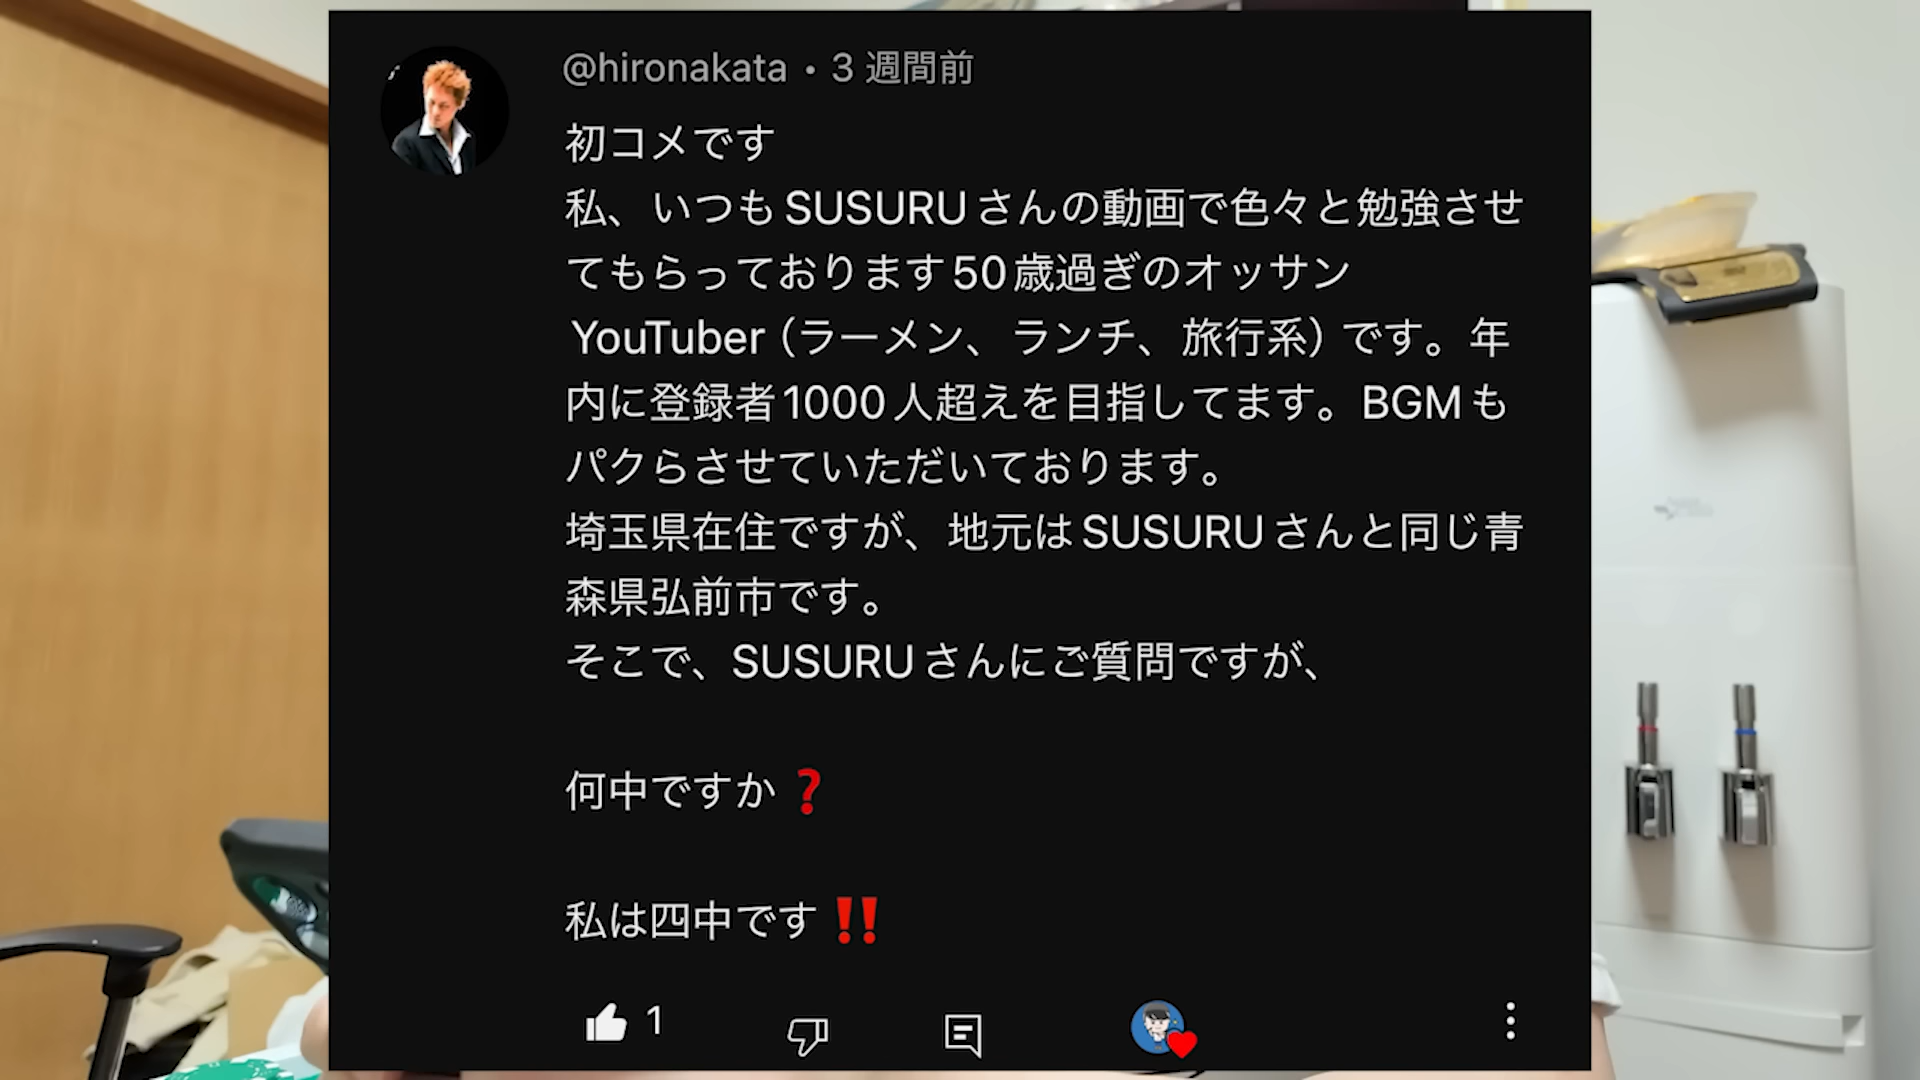 @hironakata・3 週間前
初コメです
私、いつもSUSURUさんの動画で色々と勉強させ
てもらっております50歳過ぎのオッサン
YouTuber（ラーメン、ランチ、旅行系）です。年
内に登録者1000人超えを目指してます。BGMも
パクらさせていただいております。
埼玉県在住ですが、地元はSUSURUさんと同じ青
森県弘前市です。
そこで、SUSURUさんにご質問ですが、
何中ですか❓
私は四中です‼️
1